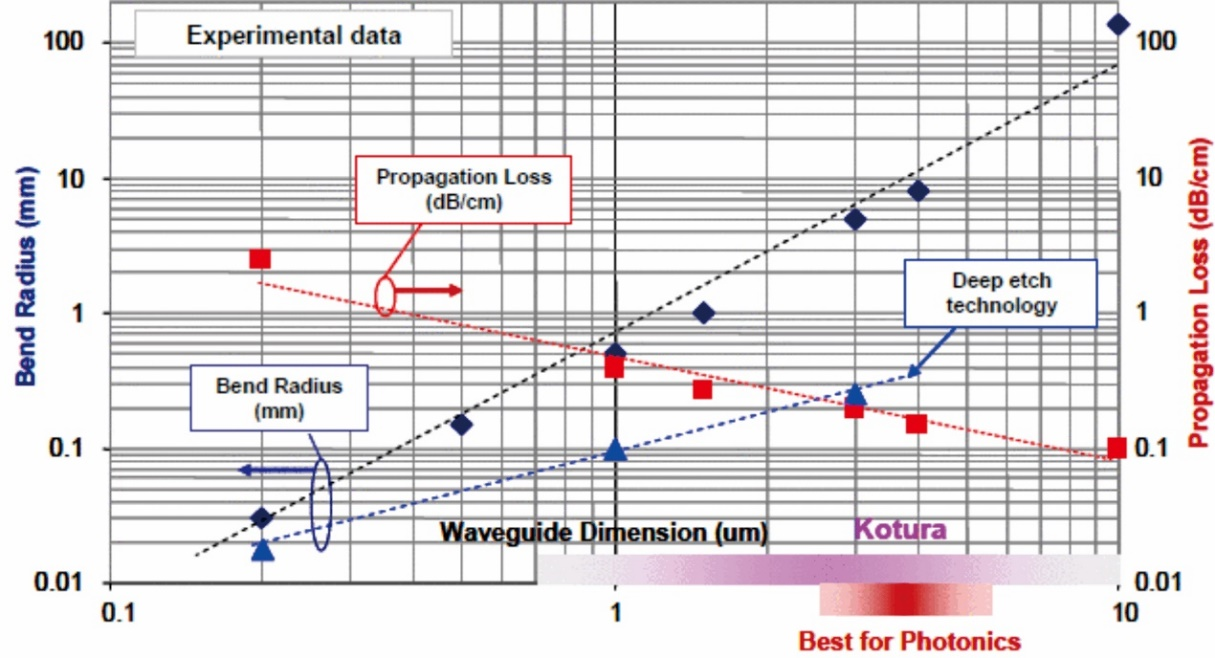 Experimental data
100
10
1
0.1
0.01
Bend Radius (mm)
Propagation Loss
(dB/cm)
Bend Radius
(mm)
Deep etch
technology
100
10
1
0.1
0.01
Propagation Loss (dB/cm)
Waveguide Dimension (um)
Kotura
0.1
1
10
Best for Photonics